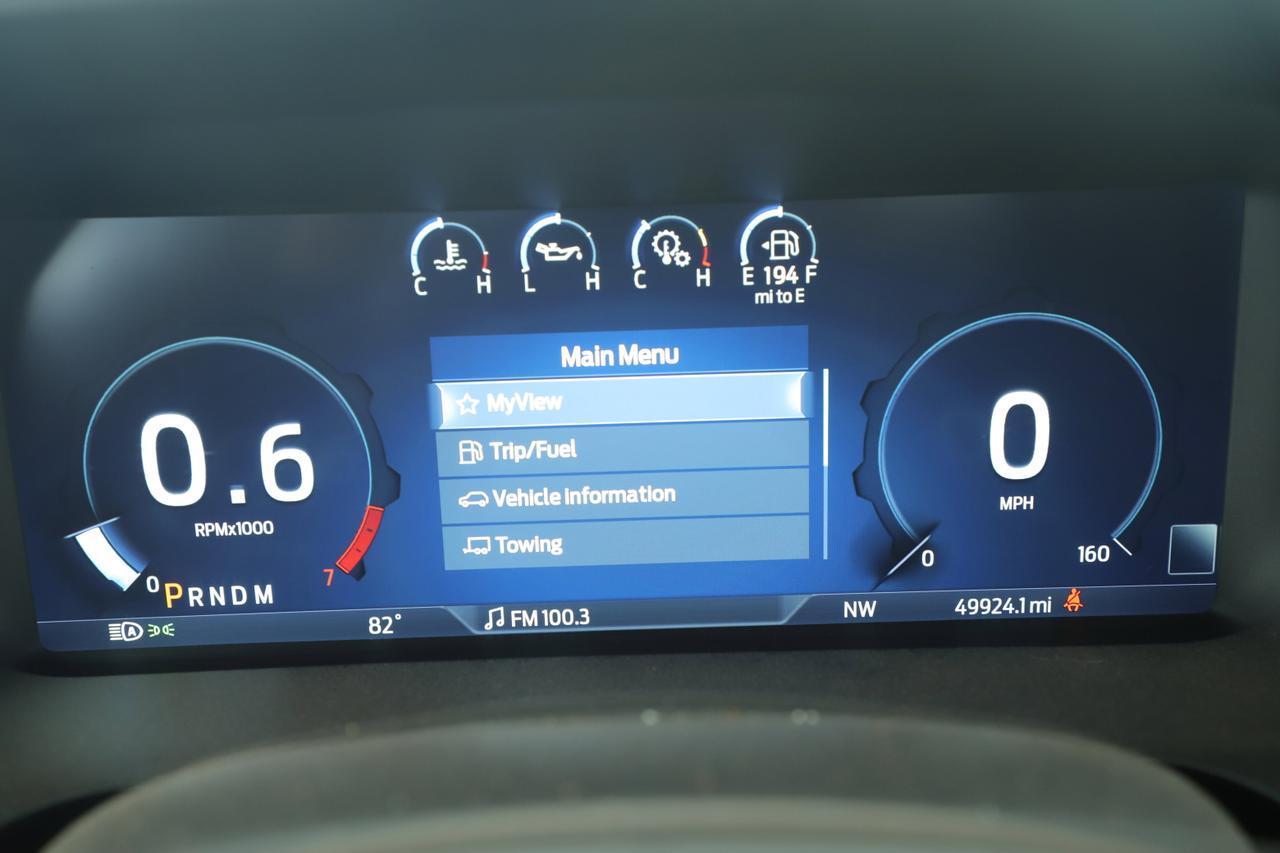 C H
L H
C H
E 194 F
mi to E
Main Menu
MyView
Trip/Fuel
Vehicle information
Towing
0.6
RPMx1000
0
7
PRNDM
0
MPH
0
160
A
82°
FM 100.3
NW
49924.1 mi